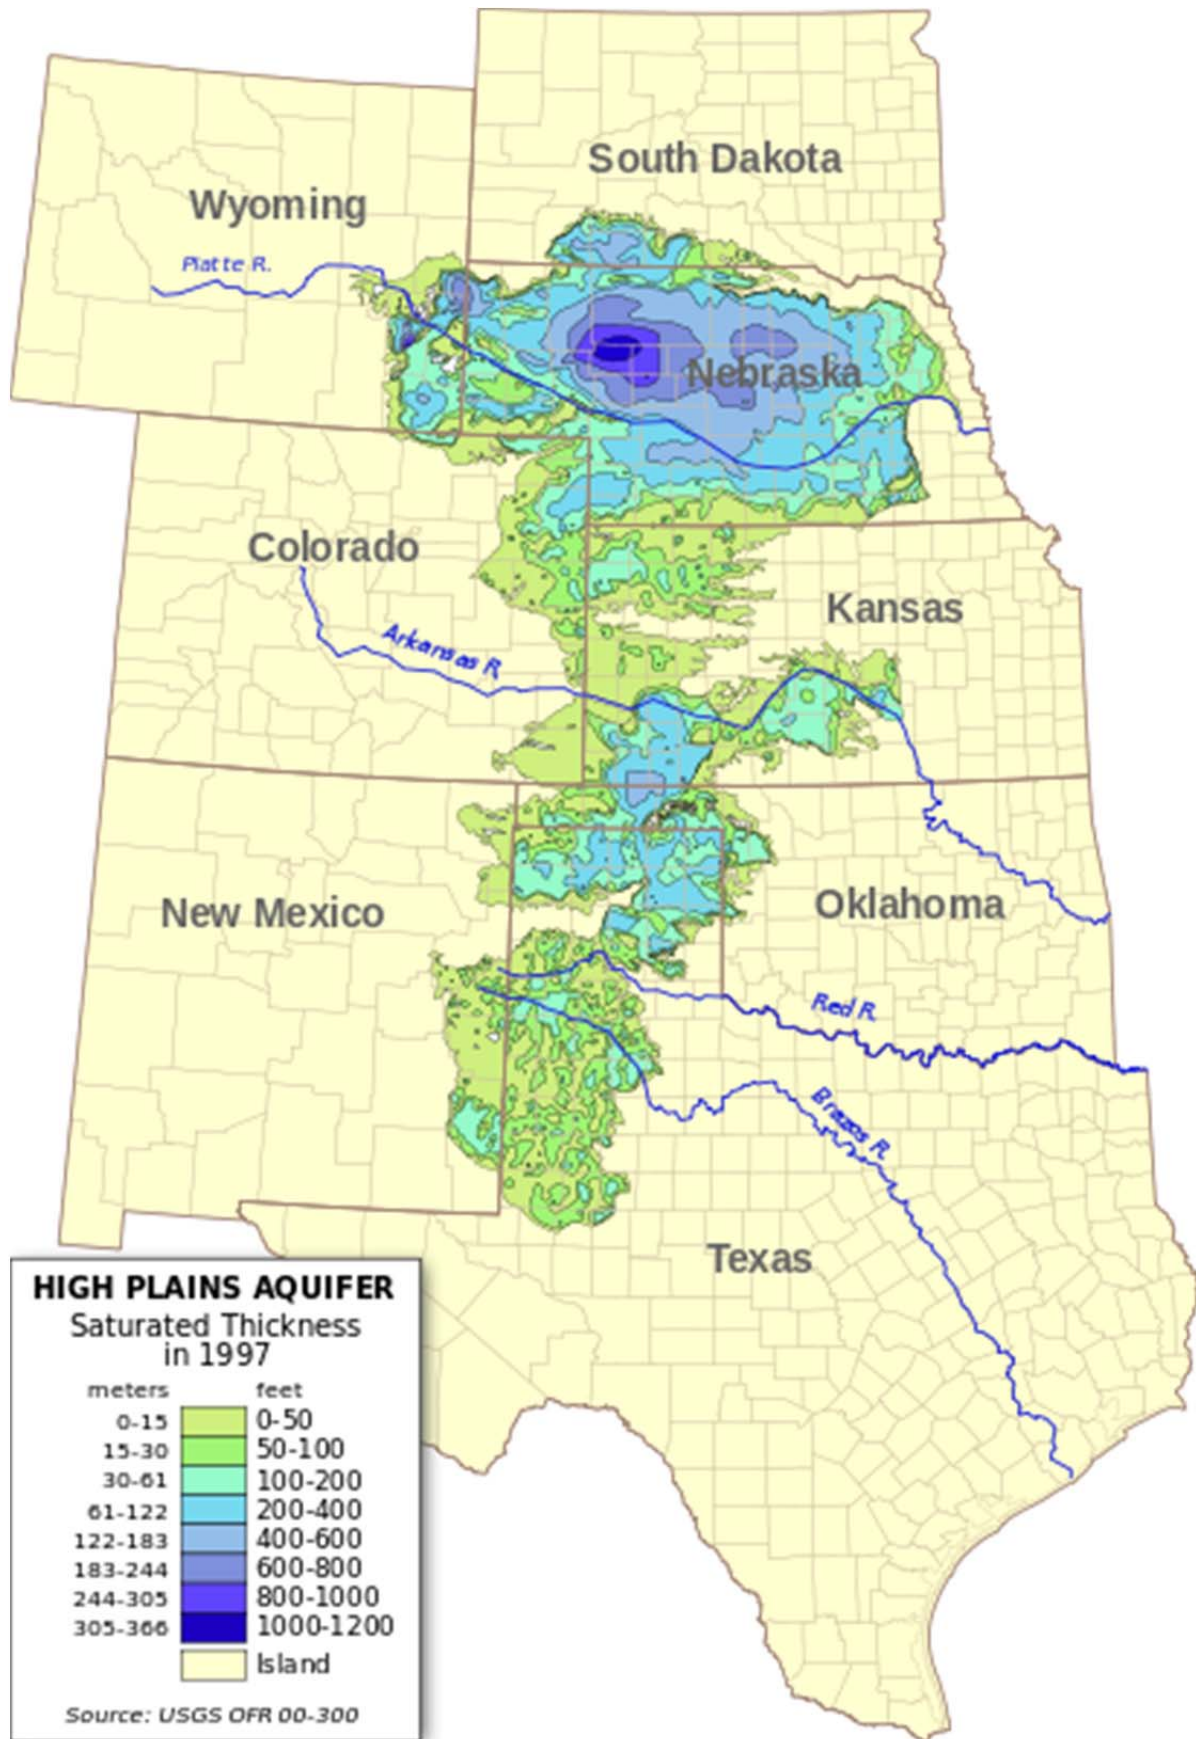 South Dakota
Wyoming
Platte R.
Nebraska
Colorado
Kansas
Arkansas R.
New Mexico
Oklahoma
Red R.
Brazos R.
Texas
HIGH PLAINS AQUIFER
Saturated Thickness
in 1997
meters feet
0-15 0-50
15-30 50-100
30-61 100-200
61-122 200-400
122-183 400-600
183-244 600-800
244-305 800-1000
305-366 1000-1200
Island
Source: USGS OFR 00-300